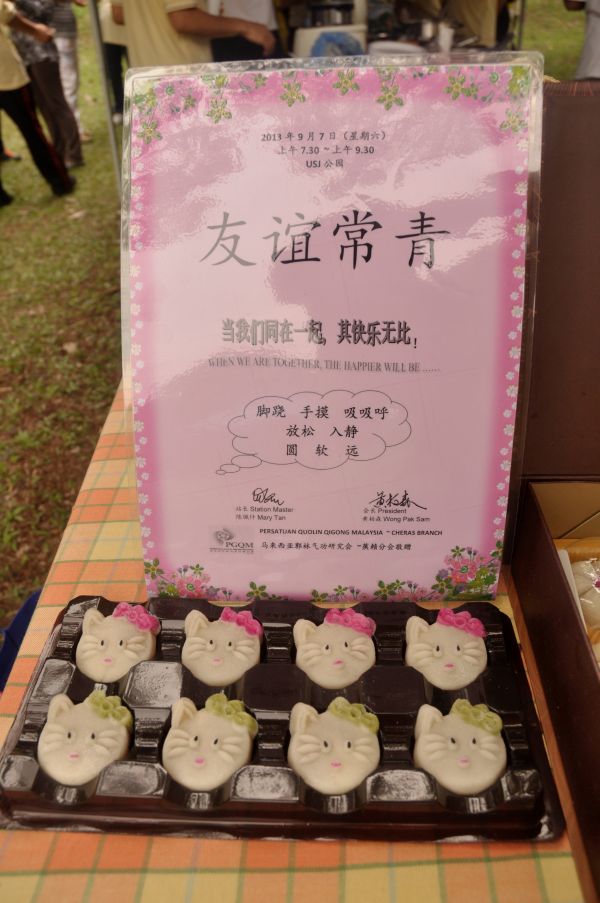 2013 年 9 月 7 日 (星期六)
上午 7.30 ~ 上午 9.30
USJ 公园
友谊常青
当我们同在一起, 其快乐无比!
WHEN WE ARE TOGETHER, THE HAPPIER WILL BE ......
脚跷 手摸 吸吸呼
放松 入静
圆 软 远
站长 Station Master
陈佩仃 Mary Tan
会长 President
黄柏森 Wong Pak Sam
PERSATUAN QUOLIN QIGONG MALAYSIA ~ CHERAS BRANCH
PGQM
马来西亚郭林气功研究会 ~蕉赖分会敬赠